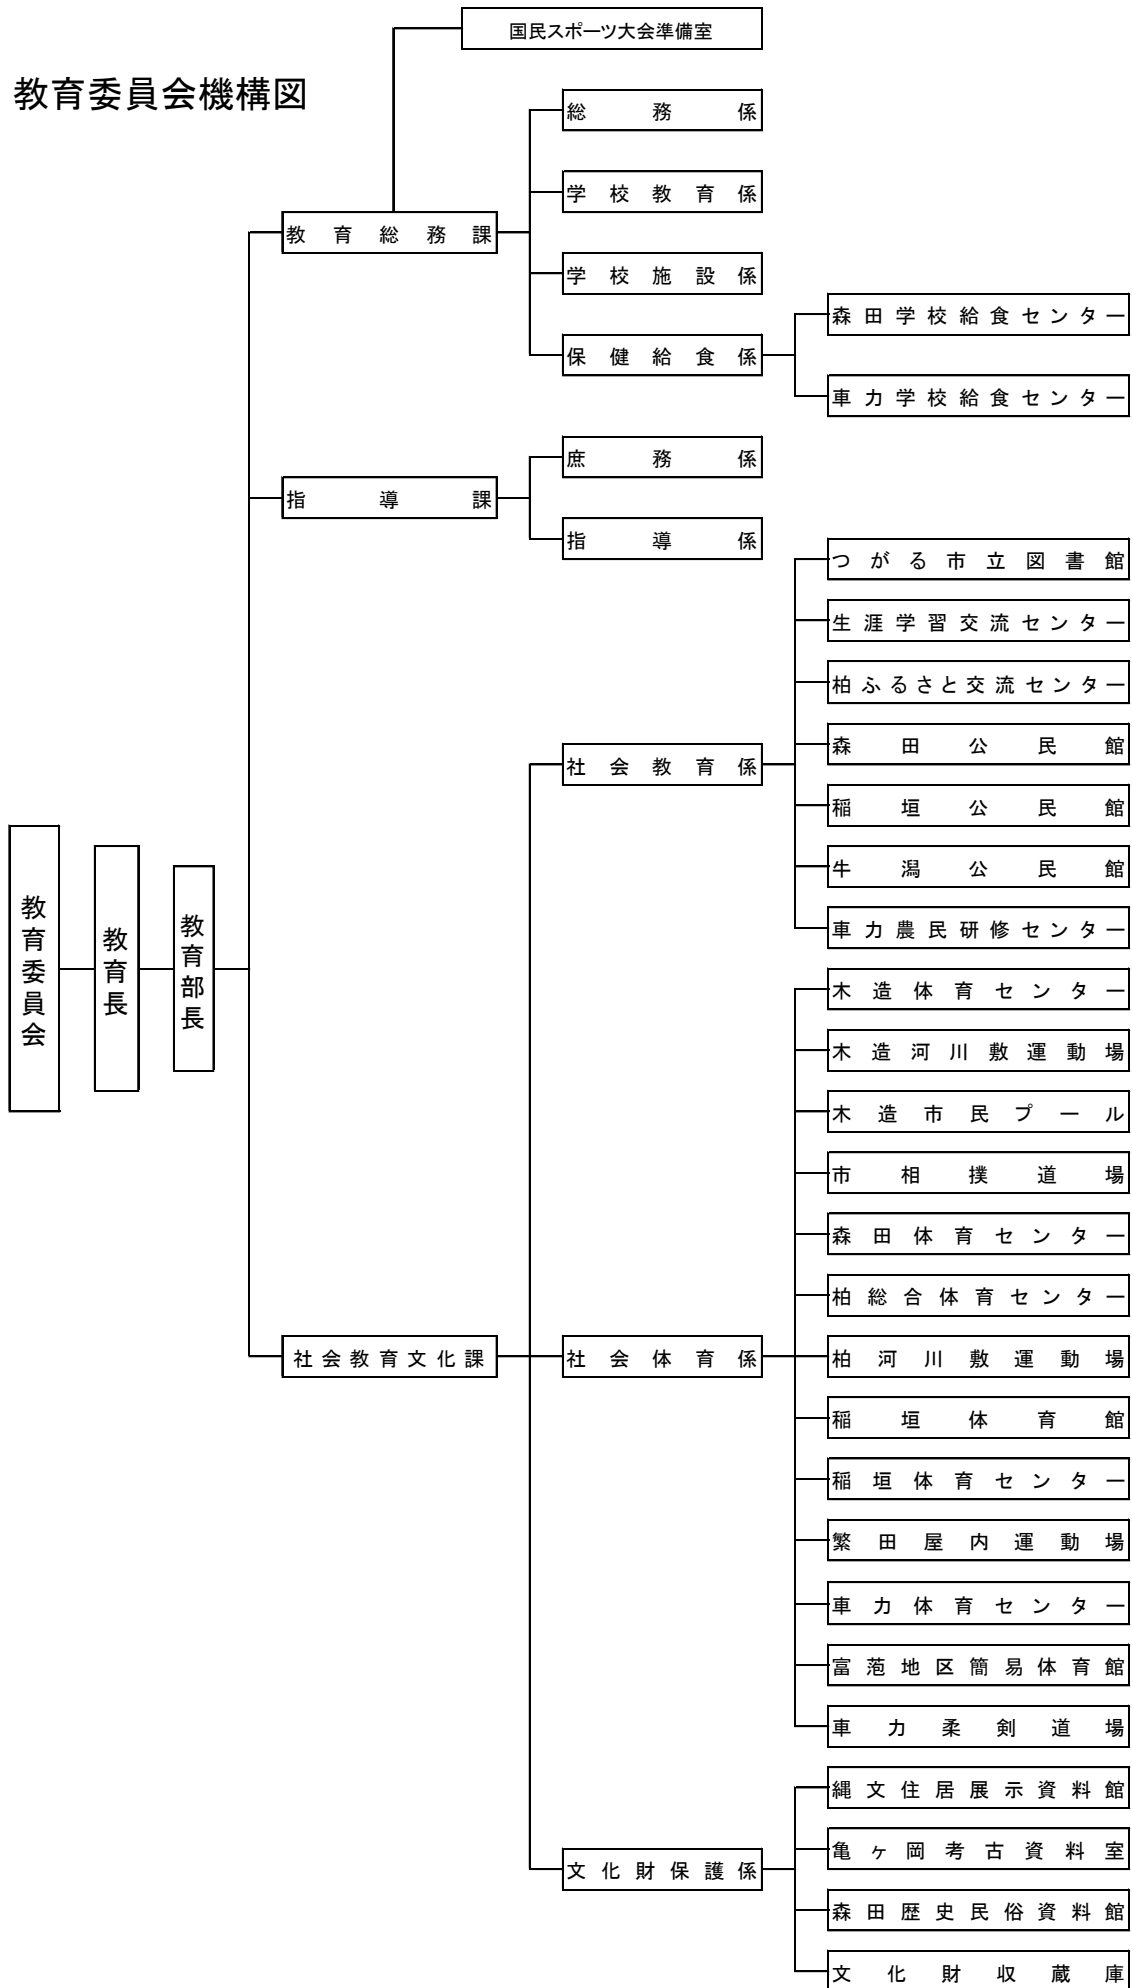 国民スポーツ大会準備室
教育委員会機構図
総務係
学校教育係
教育総務課
学校施設係
森田学校給食センター
保健給食係
車力学校給食センター
庶務係
指導課
指導係
つがる市立図書館
生涯学習交流センター
柏ふるさと交流センター
森田公民館
社会教育係
稲垣公民館
牛潟公民館
車力農民研修センター
教育委員会
教育長
教育部長
木造体育センター
木造河川敷運動場
木造市民プール
市相撲道場
森田体育センター
柏総合体育センター
社会教育文化課
社会体育係
柏河川敷運動場
稲垣体育館
稲垣体育センター
繁田屋内運動場
車力体育センター
富萢地区簡易体育館
車力柔剣道場
縄文住居展示資料館
亀ヶ岡考古資料室
文化財保護係
森田歴史民俗資料館
文化財収蔵庫